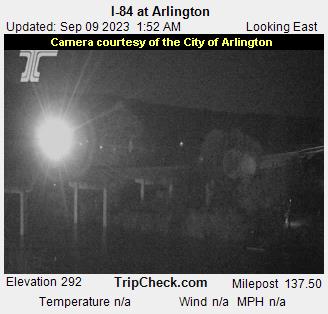 I-84 at Arlington
Updated: Sep 09 2023 1:52 AM Looking East
Camera courtesy of the City of Arlington
Elevation 292 TripCheck.com Milepost 137.50
Temperature n/a Wind n/a MPH n/a